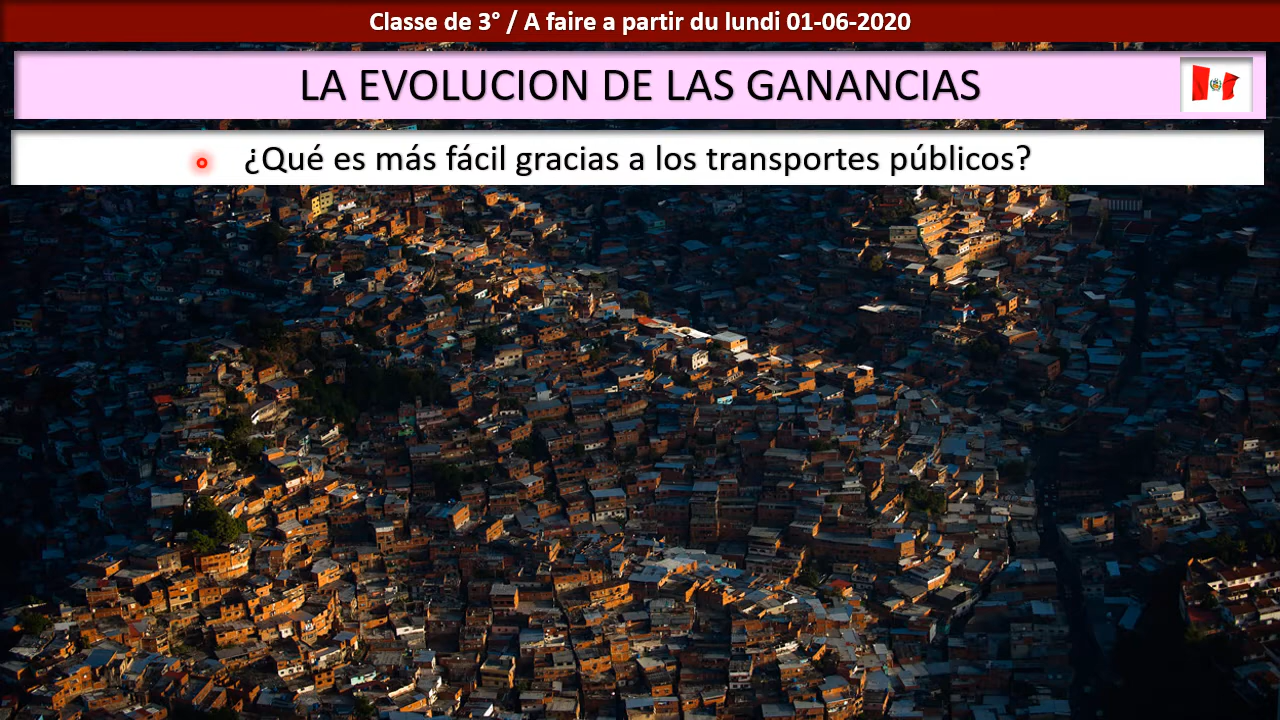 Classe de 3° / A faire a partir du lundi 01-06-2020
LA EVOLUCION DE LAS GANANCIAS
¿Qué es más fácil gracias a los transportes públicos?